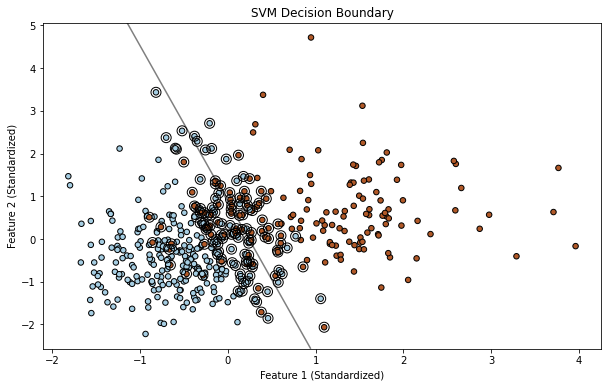 SVM Decision Boundary
5
4
3
2
1
0
−1
−2
Feature 2 (Standardized)
−2 −1 0 1 2 3 4
Feature 1 (Standardized)